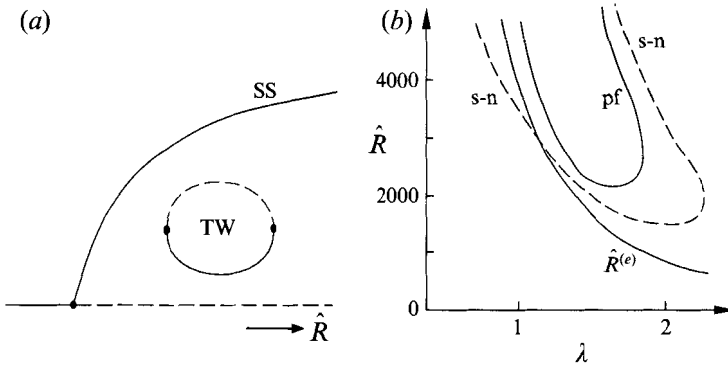 (a)
SS
TW
R̂
(b)
4000
R̂
2000
0
s-n
s-n
pf
R̂^(e)
1
2
λ